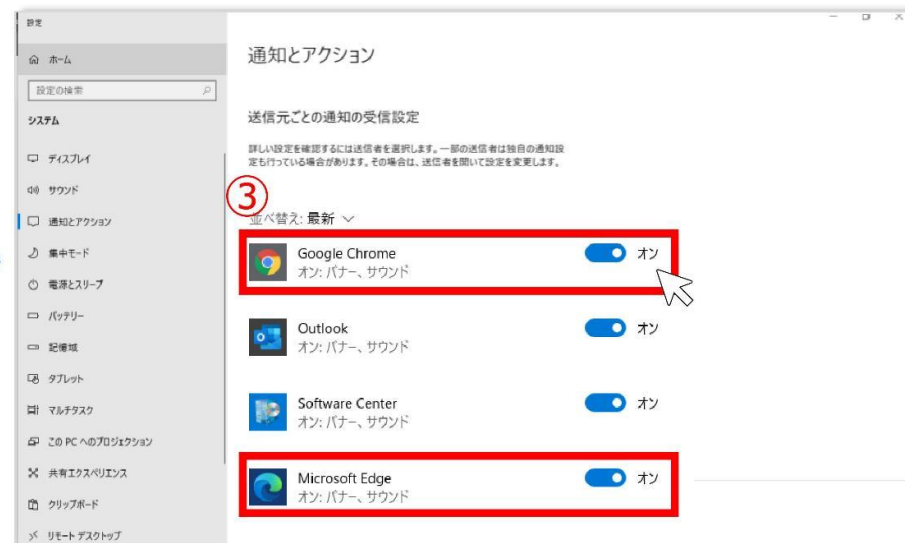 設定
ホーム
設定の検索
システム
ディスプレイ
サウンド
通知とアクション
集中モード
電源とスリープ
バッテリー
記憶域
タブレット
マルチタスク
この PC へのプロジェクション
共有エクスペリエンス
クリップボード
リモート デスクトップ
通知とアクション
送信元ごとの通知の受信設定
詳しい設定を確認するには送信者を選択します。一部の送信者は独自の通知設
定も行っている場合があります。その場合は、送信者を開いて設定を変更します。
③
並べ替え: 最新
Google Chrome
オン
オン: バナー、サウンド
Outlook
オン
オン: バナー、サウンド
Software Center
オン
オン: バナー、サウンド
Microsoft Edge
オン
オン: バナー、サウンド